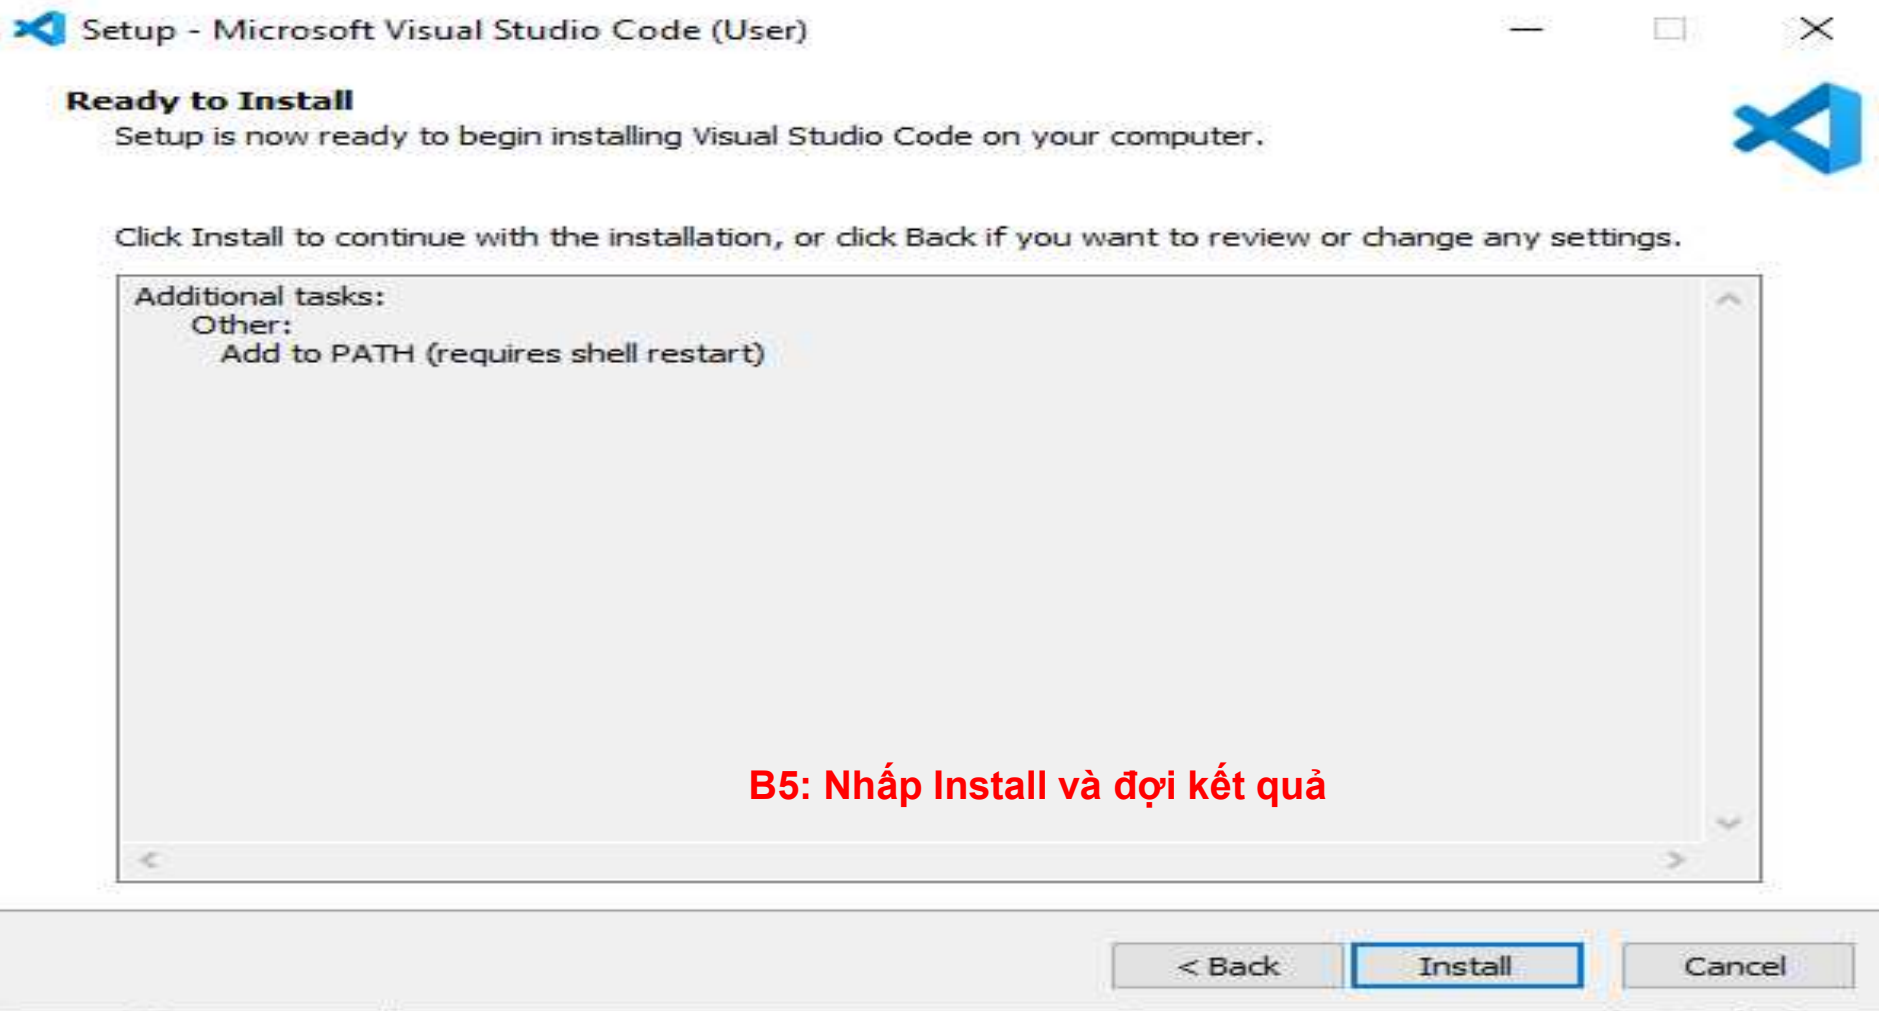 Setup - Microsoft Visual Studio Code (User)
Ready to Install
Setup is now ready to begin installing Visual Studio Code on your computer.
Click Install to continue with the installation, or click Back if you want to review or change any settings.
Additional tasks:
Other:
Add to PATH (requires shell restart)
B5: Nhấp Install và đợi kết quả
< Back
Install
Cancel